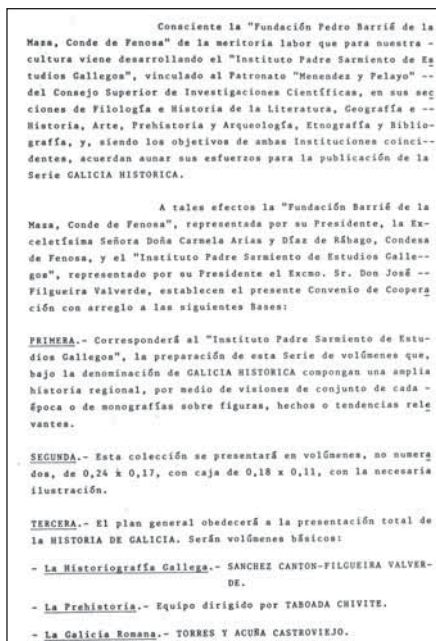 Consciente la "Fundación Pedro Barrié de la
Maza, Conde de Fenosa" de la meritoria labor que para nuestra -
cultura viene desarrollando el "Instituto Padre Sarmiento de Es
tudios Gallegos", vinculado al Patronato "Menendez y Pelayo" --
del Consejo Superior de Investigaciones Científicas, en sus sec
ciones de Filología e Historia de la Literatura, Geografía e --
Historia, Arte, Prehistoria y Arqueología, Etnografía y Biblio-
grafía, y, siendo los objetivos de ambas Instituciones coinci--
dentes, acuerdan aunar sus esfuerzos para la publicación de la
Serie GALICIA HISTORICA.
A tales efectos la "Fundación Barrié de la
Maza, Conde de Fenosa", representada por su Presidente, la Ex-
celetísima Señora Doña Carmela Arias y Díaz de Rábago, Condesa
de Fenosa, y el "Instituto Padre Sarmiento de Estudios Galle--
gos", representado por su Presidente el Excmo. Sr. Don José --
Filgueira Valverde, establecen el presente Convenio de Coopera
ción con arreglo a las siguientes Bases:
PRIMERA.- Corresponderá al "Instituto Padre Sarmiento de Estu-
dios Gallegos", la preparación de esta Serie de volúmenes que,
bajo la denominación de GALICIA HISTORICA compongan una amplia
historia regional, por medio de visiones de conjunto de cada -
época o de monografías sobre figuras, hechos o tendencias rele
vantes.
SEGUNDA.- Esta colección se presentará en volúmenes, no numera
dos, de 0,24 x 0,17, con caja de 0,18 x 0,11, con la necesaria
ilustración.
TERCERA.- El plan general obedecerá a la presentación total de
la HISTORIA DE GALICIA. Serán volúmenes básicos:
- La Historiografía Gallega.- SANCHEZ CANTON-FILGUEIRA VALVER-
DE.
- La Prehistoria.- Equipo dirigido por TABOADA CHIVITE.
- La Galicia Romana.- TORRES Y ACUÑA CASTROVIEJO.